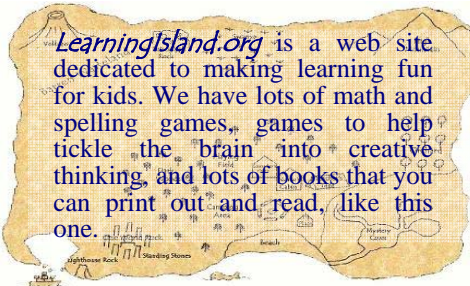 LearningIsland.org is a web site
dedicated to making learning fun
for kids. We have lots of math and
spelling games, games to help
tickle the brain into creative
thinking, and lots of books that you
can print out and read, like this
one.
Beach
Mystery
Caves
Lighthouse Rock
Standing Stones